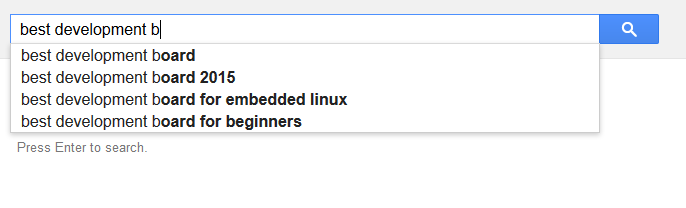 best development b
best development board
best development board 2015
best development board for embedded linux
best development board for beginners
Press Enter to search.